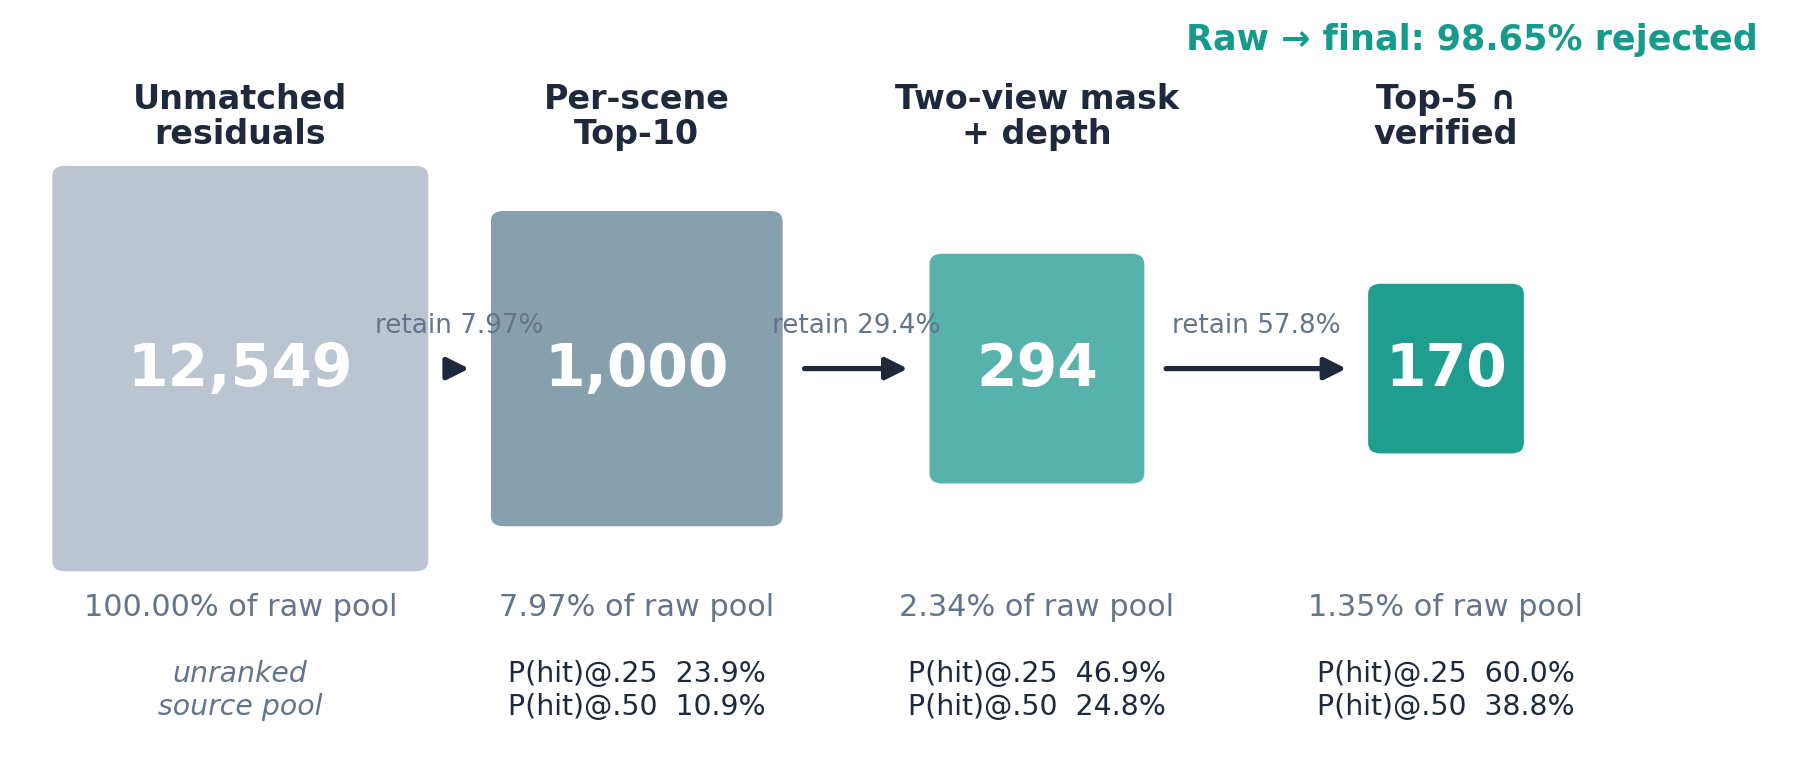 Raw → final: 98.65% rejected
Unmatched
residuals
Per-scene
Top-10
Two-view mask
+ depth
Top-5 ∩
verified
retain 7.97%
retain 29.4%
retain 57.8%
12,549
1,000
294
170
100.00% of raw pool
7.97% of raw pool
2.34% of raw pool
1.35% of raw pool
unranked
source pool
P(hit)@.25 23.9%
P(hit)@.50 10.9%
P(hit)@.25 46.9%
P(hit)@.50 24.8%
P(hit)@.25 60.0%
P(hit)@.50 38.8%